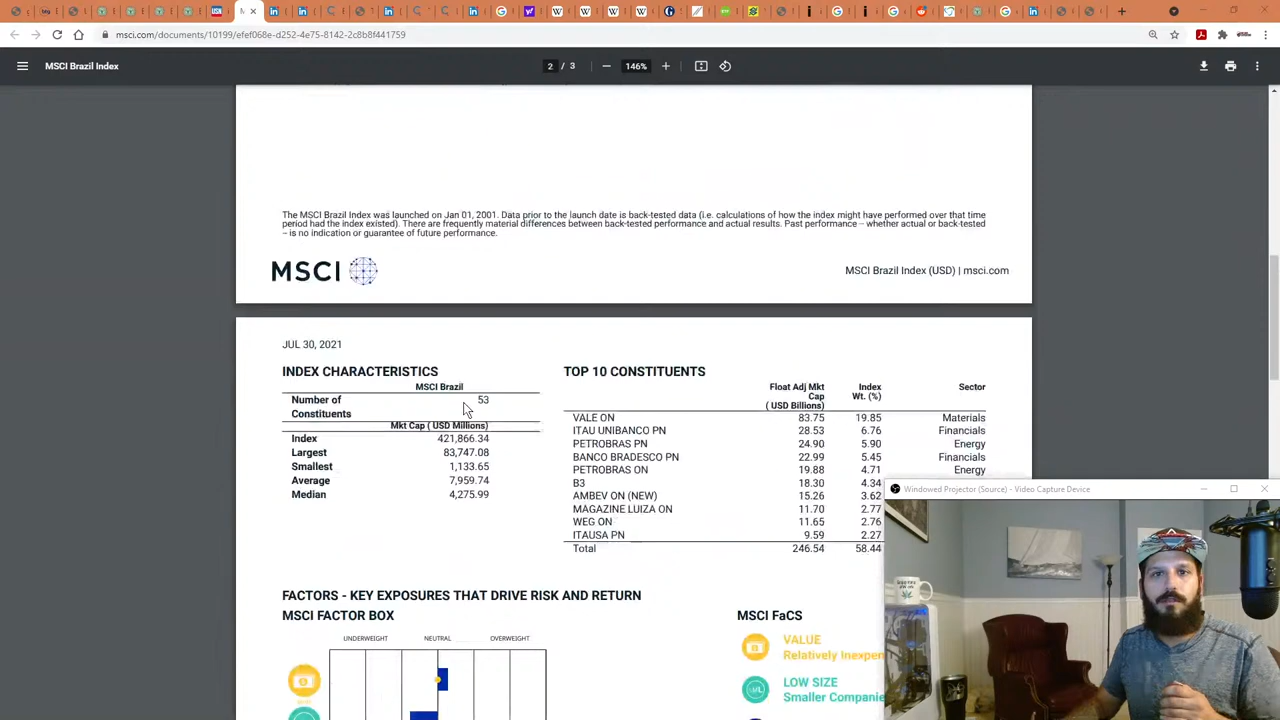 msci.com/documents/10199/efef068e-d252-4e75-8142-2c8b8f441759
MSCI Brazil Index
2 / 3
146%
The MSCI Brazil Index was launched on Jan 01, 2001. Data prior to the launch date is back-tested data (i.e. calculations of how the index might have performed over that time
period had the index existed). There are frequently material differences between back-tested performance and actual results. Past performance – whether actual or back-tested
– is no indication or guarantee of future performance.
MSCI
MSCI Brazil Index (USD) | msci.com
JUL 30, 2021
INDEX CHARACTERISTICS
MSCI Brazil
Number of Constituents 53
Mkt Cap ( USD Millions)
Index 421,866.34
Largest 83,747.08
Smallest 1,133.65
Average 7,959.74
Median 4,275.99
TOP 10 CONSTITUENTS
Float Adj Mkt Cap ( USD Billions) Index Wt. (%) Sector
VALE ON 83.75 19.85 Materials
ITAU UNIBANCO PN 28.53 6.76 Financials
PETROBRAS PN 24.90 5.90 Energy
BANCO BRADESCO PN 22.99 5.45 Financials
PETROBRAS ON 19.88 4.71 Energy
B3 18.30 4.34
AMBEV ON (NEW) 15.26 3.62
MAGAZINE LUIZA ON 11.70 2.77
WEG ON 11.65 2.76
ITAUSA PN 9.59 2.27
Total 246.54 58.44
Windowed Projector (Source) - Video Capture Device
FACTORS - KEY EXPOSURES THAT DRIVE RISK AND RETURN
MSCI FACTOR BOX
UNDERWEIGHT NEUTRAL OVERWEIGHT
MSCI FaCS
VALUE
Relatively Inexpen
LOW SIZE
Smaller Companie